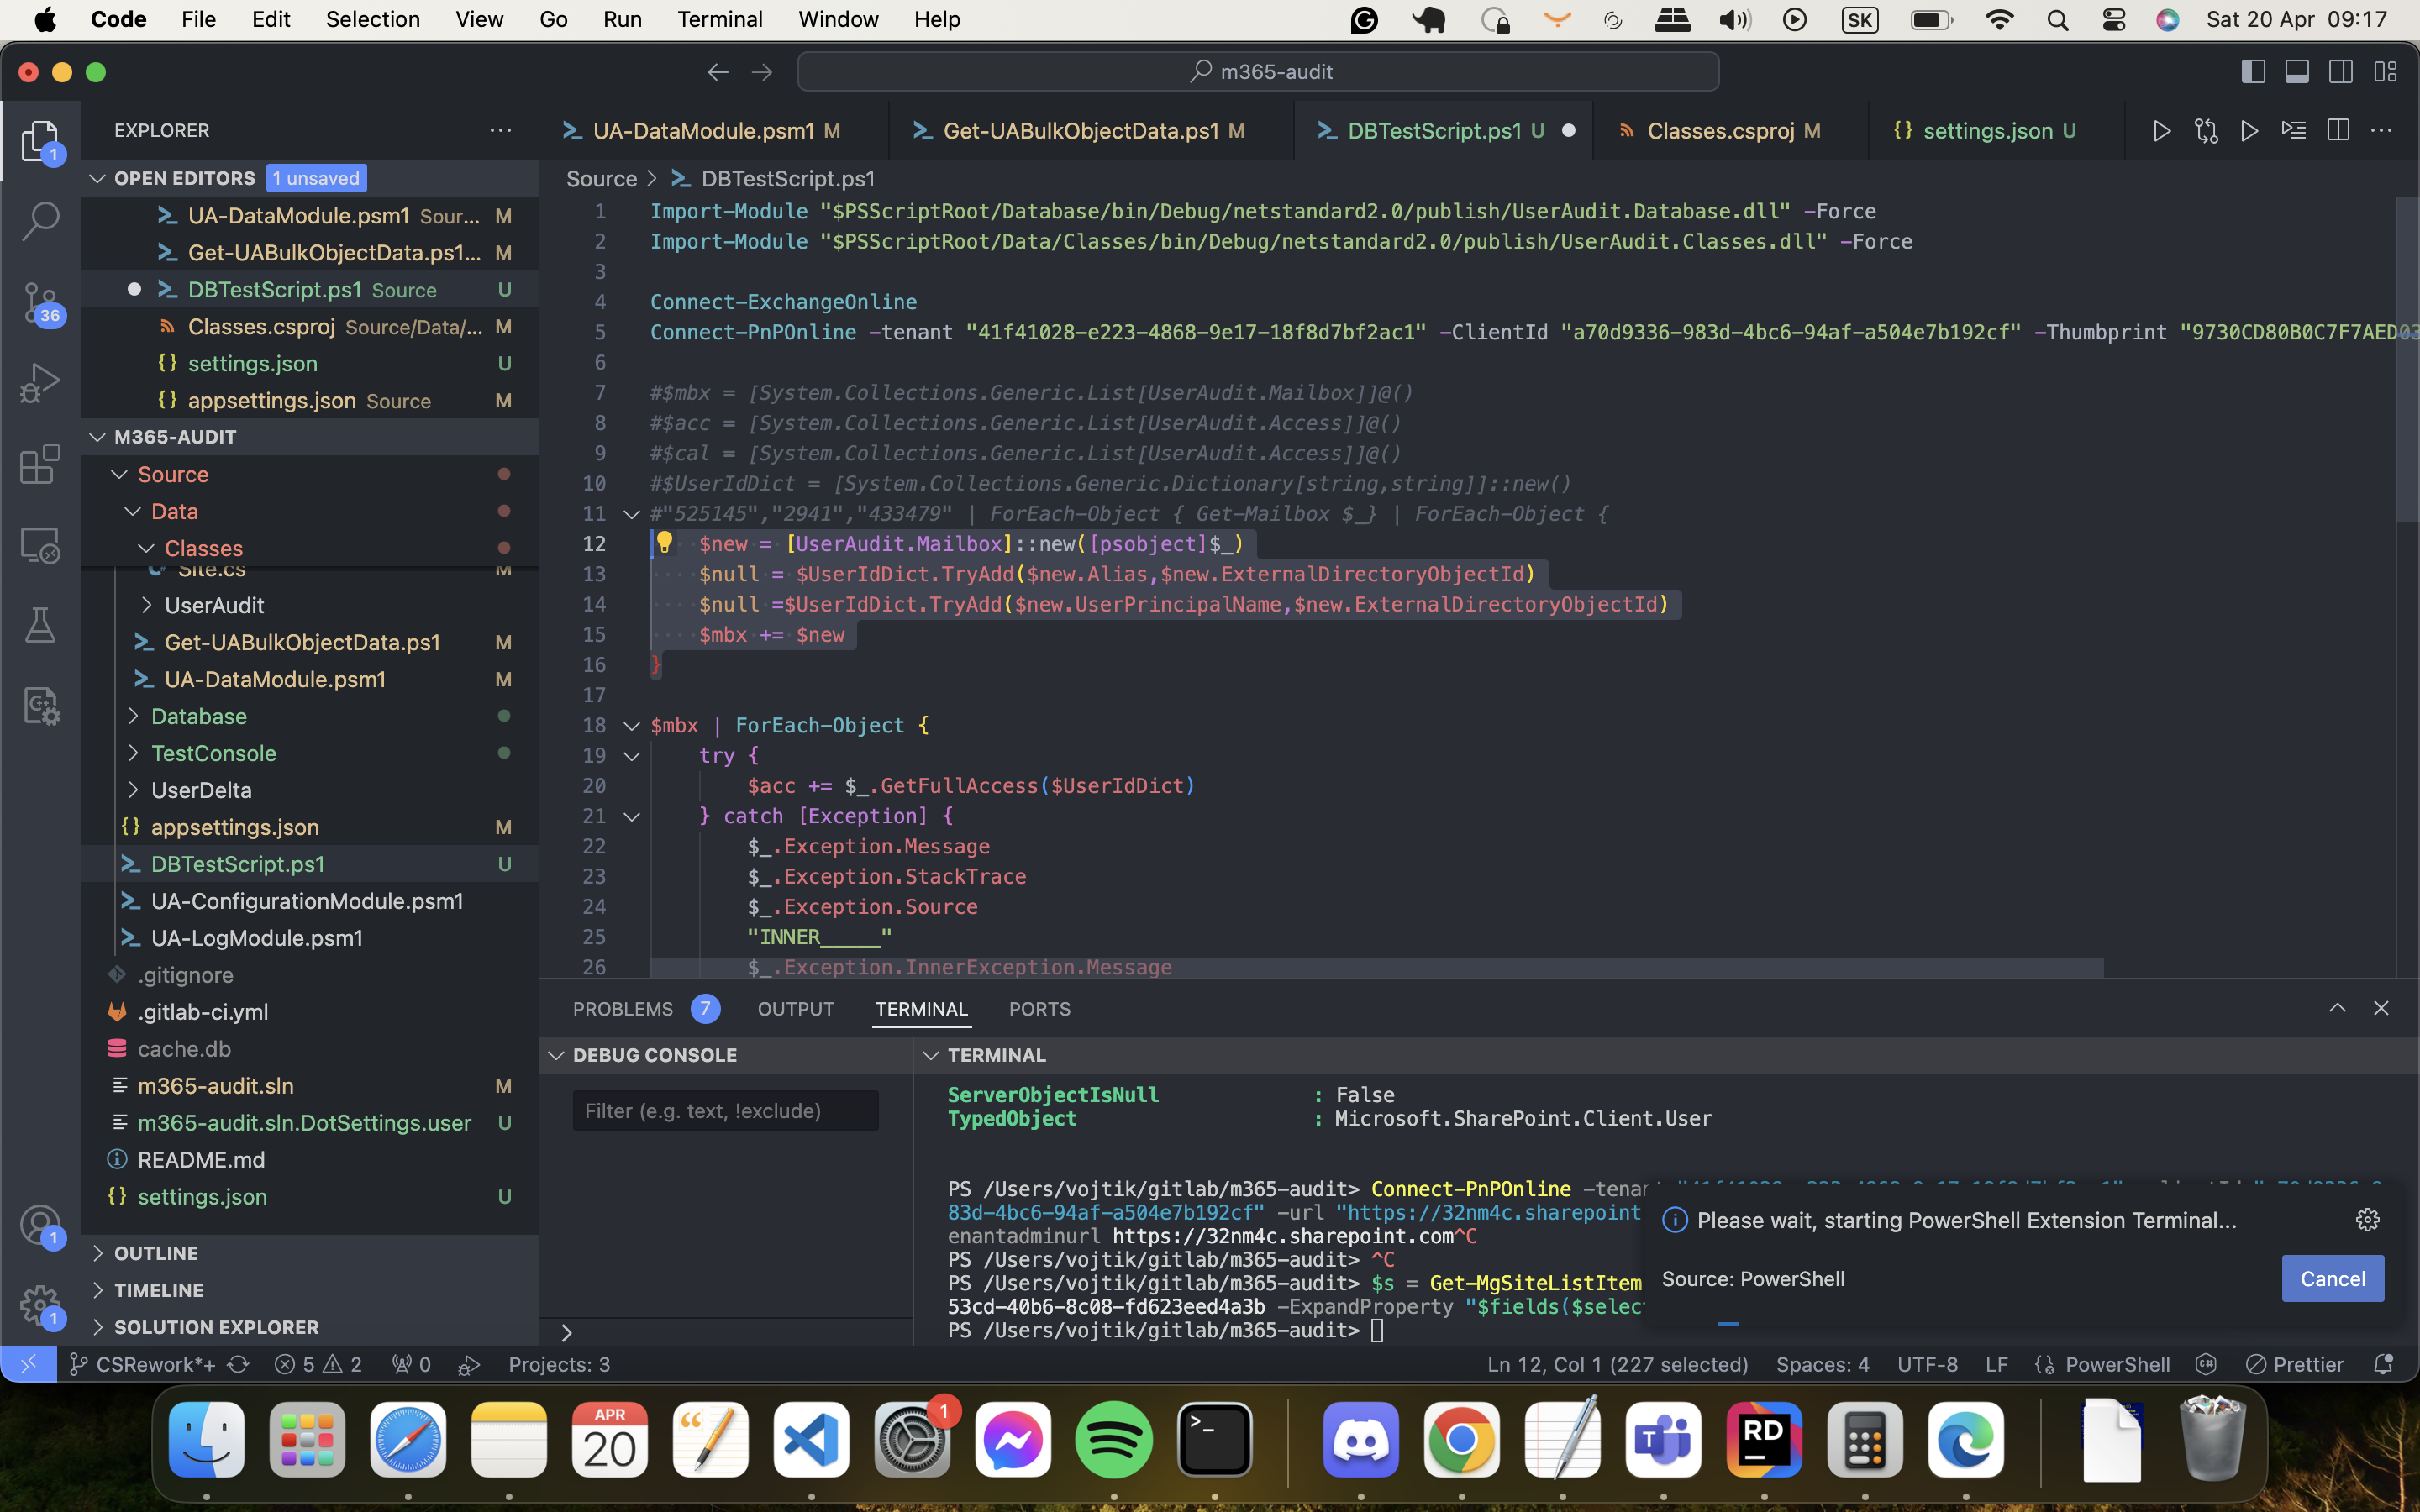 Code File Edit Selection View Go Run Terminal Window Help SK Sat 20 Apr 09:17
m365-audit
EXPLORER
1
OPEN EDITORS 1 unsaved
UA-DataModule.psm1 Sour... M
Get-UABulkObjectData.ps1... M
DBTestScript.ps1 Source U
Classes.csproj Source/Data/... M
settings.json U
appsettings.json Source M
36
M365-AUDIT
Source
Data
Classes
Site.cs M
UserAudit
Get-UABulkObjectData.ps1 M
UA-DataModule.psm1 M
Database
TestConsole
UserDelta
appsettings.json M
DBTestScript.ps1 U
UA-ConfigurationModule.psm1
UA-LogModule.psm1
.gitignore
.gitlab-ci.yml
cache.db
m365-audit.sln M
m365-audit.sln.DotSettings.user U
README.md
settings.json U
1
OUTLINE
TIMELINE
1
SOLUTION EXPLORER
UA-DataModule.psm1 M Get-UABulkObjectData.ps1 M DBTestScript.ps1 U Classes.csproj M {} settings.json U
Source > DBTestScript.ps1
1 Import-Module "$PSScriptRoot/Database/bin/Debug/netstandard2.0/publish/UserAudit.Database.dll" -Force
2 Import-Module "$PSScriptRoot/Data/Classes/bin/Debug/netstandard2.0/publish/UserAudit.Classes.dll" -Force
3
4 Connect-ExchangeOnline
5 Connect-PnPOnline -tenant "41f41028-e223-4868-9e17-18f8d7bf2ac1" -ClientId "a70d9336-983d-4bc6-94af-a504e7b192cf" -Thumbprint "9730CD80B0C7F7AED03
6
7 #$mbx = [System.Collections.Generic.List[UserAudit.Mailbox]]@()
8 #$acc = [System.Collections.Generic.List[UserAudit.Access]]@()
9 #$cal = [System.Collections.Generic.List[UserAudit.Access]]@()
10 #$UserIdDict = [System.Collections.Generic.Dictionary[string,string]]::new()
11 #"525145","2941","433479" | ForEach-Object { Get-Mailbox $_} | ForEach-Object {
12 $new = [UserAudit.Mailbox]::new([psobject]$_)
13 $null = $UserIdDict.TryAdd($new.Alias,$new.ExternalDirectoryObjectId)
14 $null =$UserIdDict.TryAdd($new.UserPrincipalName,$new.ExternalDirectoryObjectId)
15 $mbx += $new
16 }
17
18 $mbx | ForEach-Object {
19 try {
20 $acc += $_.GetFullAccess($UserIdDict)
21 } catch [Exception] {
22 $_.Exception.Message
23 $_.Exception.StackTrace
24 $_.Exception.Source
25 "INNER_____"
26 $_.Exception.InnerException.Message
PROBLEMS 7 OUTPUT TERMINAL PORTS
DEBUG CONSOLE
Filter (e.g. text, !exclude)
TERMINAL
ServerObjectIsNull : False
TypedObject : Microsoft.SharePoint.Client.User
PS /Users/vojtik/gitlab/m365-audit> Connect-PnPOnline -tenan
83d-4bc6-94af-a504e7b192cf" -url "https://32nm4c.sharepoint
enantadminurl https://32nm4c.sharepoint.com^C
PS /Users/vojtik/gitlab/m365-audit> ^C
PS /Users/vojtik/gitlab/m365-audit> $s = Get-MgSiteListItem
53cd-40b6-8c08-fd623eed4a3b -ExpandProperty "$fields($selec
PS /Users/vojtik/gitlab/m365-audit>
Please wait, starting PowerShell Extension Terminal...
Source: PowerShell
Cancel
CSRework*+ 5 2 0 Projects: 3 Ln 12, Col 1 (227 selected) Spaces: 4 UTF-8 LF PowerShell Prettier
APR
20
1
RD